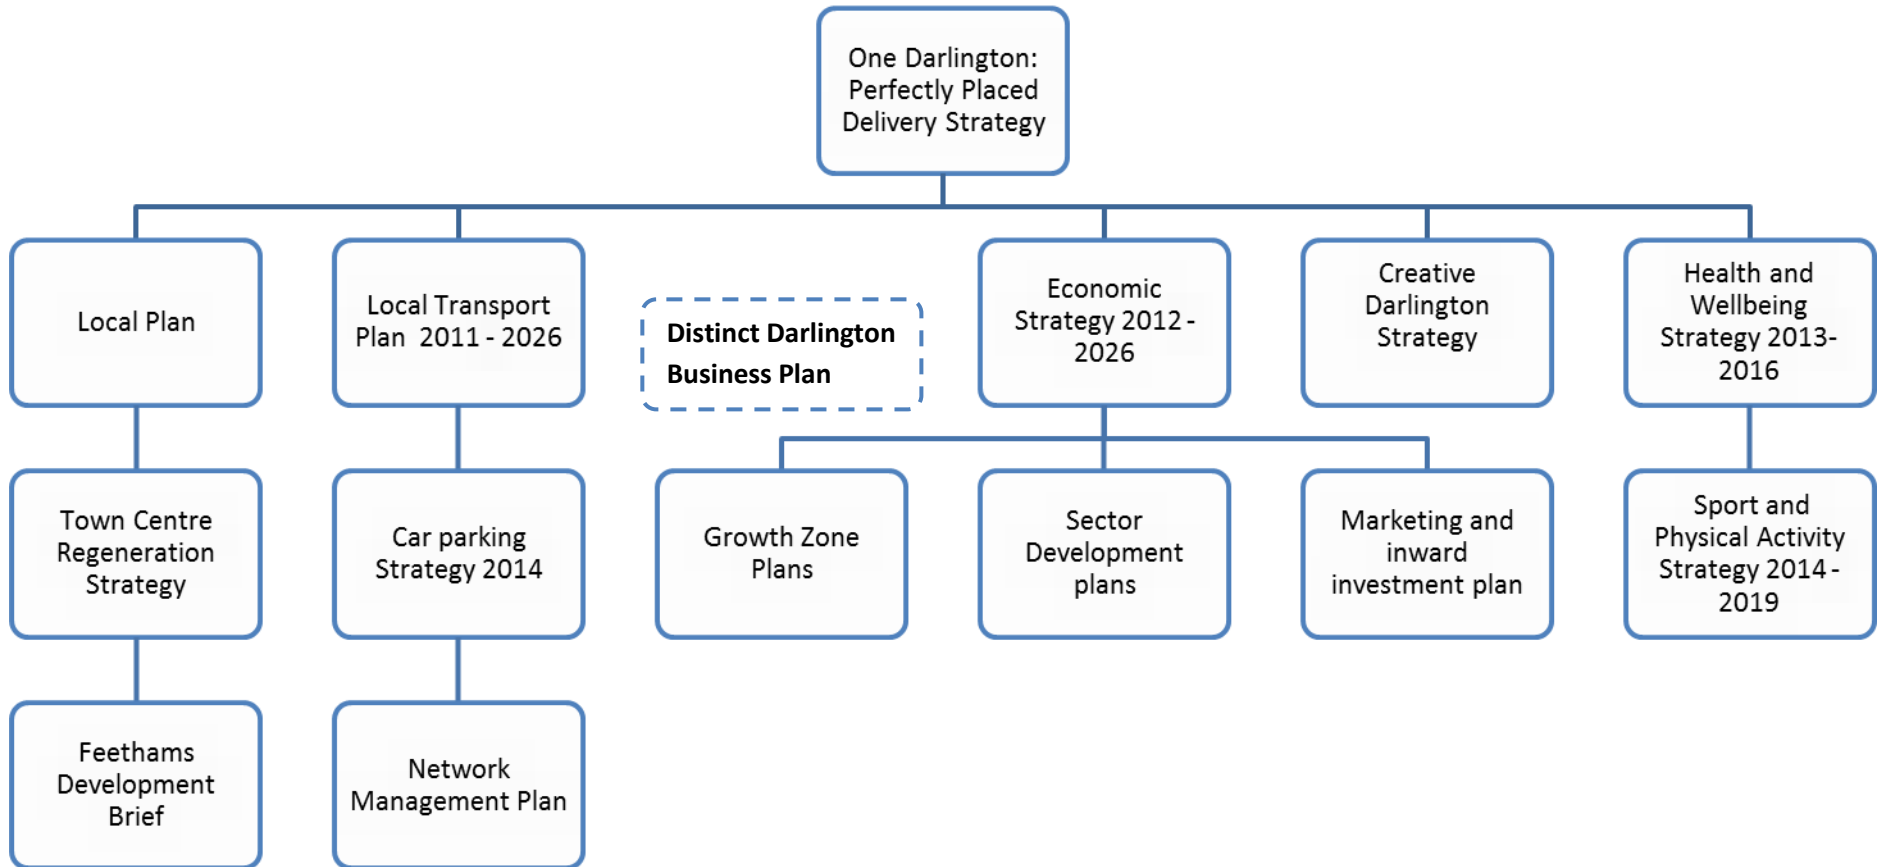 One Darlington:
Perfectly Placed
Delivery Strategy
Local Plan
Local Transport
Plan 2011 - 2026
Distinct Darlington
Business Plan
Economic
Strategy 2012 -
2026
Creative
Darlington
Strategy
Health and
Wellbeing
Strategy 2013-
2016
Town Centre
Regeneration
Strategy
Car parking
Strategy 2014
Growth Zone
Plans
Sector
Development
plans
Marketing and
inward
investment plan
Sport and
Physical Activity
Strategy 2014 -
2019
Feethams
Development
Brief
Network
Management Plan